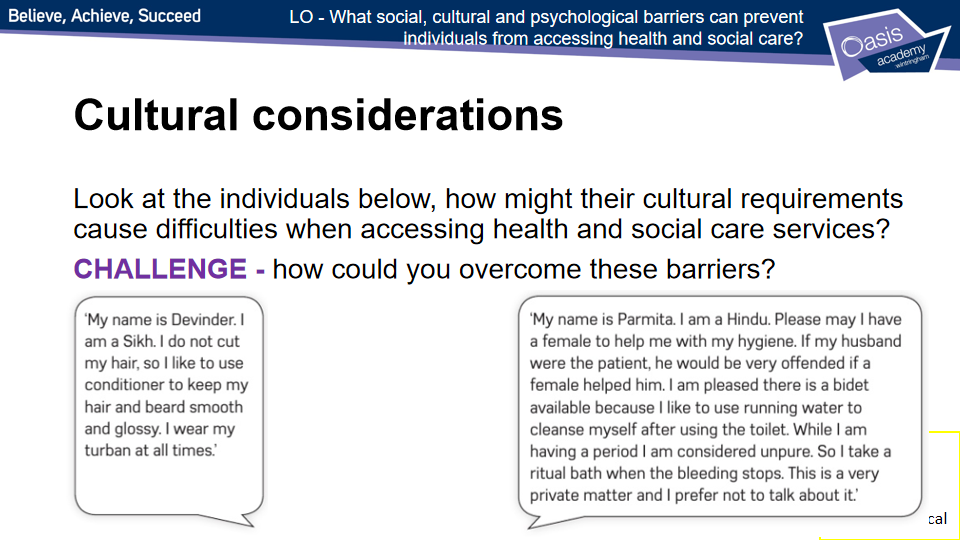 Believe, Achieve, Succeed
LO - What social, cultural and psychological barriers can prevent
individuals from accessing health and social care?
Oasis
academy
wintringham
Cultural considerations
Look at the individuals below, how might their cultural requirements
cause difficulties when accessing health and social care services?
CHALLENGE - how could you overcome these barriers?
‘My name is Devinder. I
am a Sikh. I do not cut
my hair, so I like to use
conditioner to keep my
hair and beard smooth
and glossy. I wear my
turban at all times.’
‘My name is Parmita. I am a Hindu. Please may I have
a female to help me with my hygiene. If my husband
were the patient, he would be very offended if a
female helped him. I am pleased there is a bidet
available because I like to use running water to
cleanse myself after using the toilet. While I am
having a period I am considered unpure. So I take a
ritual bath when the bleeding stops. This is a very
private matter and I prefer not to talk about it.’